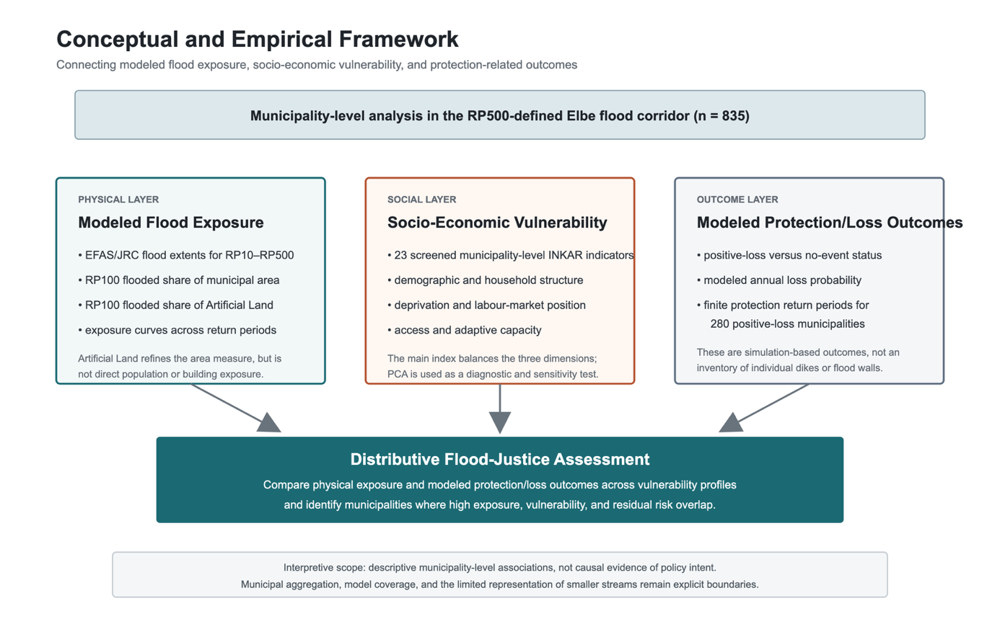 Conceptual and Empirical Framework
Connecting modeled flood exposure, socio-economic vulnerability, and protection-related outcomes
Municipality-level analysis in the RP500-defined Elbe flood corridor (n = 835)
PHYSICAL LAYER
Modeled Flood Exposure
• EFAS/JRC flood extents for RP10–RP500
• RP100 flooded share of municipal area
• RP100 flooded share of Artificial Land
• exposure curves across return periods
Artificial Land refines the area measure, but is
not direct population or building exposure.
SOCIAL LAYER
Socio-Economic Vulnerability
• 23 screened municipality-level INKAR indicators
• demographic and household structure
• deprivation and labour-market position
• access and adaptive capacity
The main index balances the three dimensions;
PCA is used as a diagnostic and sensitivity test.
OUTCOME LAYER
Modeled Protection/Loss Outcomes
• positive-loss versus no-event status
• modeled annual loss probability
• finite protection return periods for
280 positive-loss municipalities
These are simulation-based outcomes, not an
inventory of individual dikes or flood walls.
Distributive Flood-Justice Assessment
Compare physical exposure and modeled protection/loss outcomes across vulnerability profiles
and identify municipalities where high exposure, vulnerability, and residual risk overlap.
Interpretive scope: descriptive municipality-level associations, not causal evidence of policy intent.
Municipal aggregation, model coverage, and the limited representation of smaller streams remain explicit boundaries.